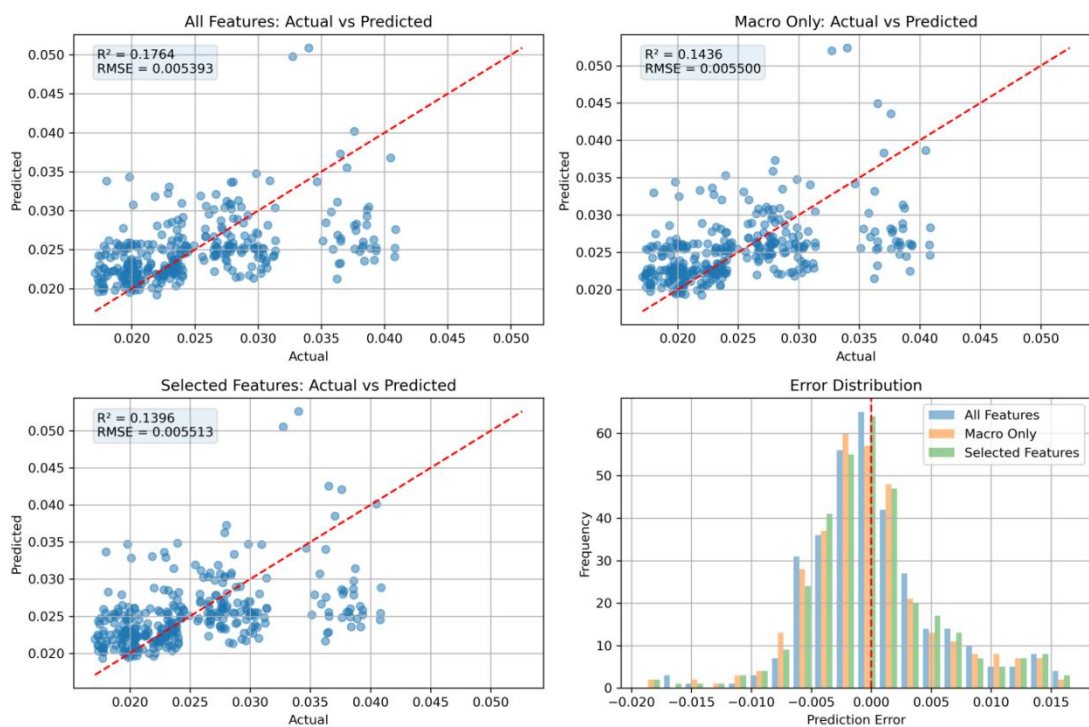 All Features: Actual vs Predicted
R² = 0.1764
RMSE = 0.005393
0.050
0.045
0.040
0.035
0.030
0.025
0.020
Predicted
0.020 0.025 0.030 0.035 0.040 0.045 0.050
Actual
Macro Only: Actual vs Predicted
R² = 0.1436
RMSE = 0.005500
0.050
0.045
0.040
0.035
0.030
0.025
0.020
Predicted
0.020 0.025 0.030 0.035 0.040 0.045 0.050
Actual
Selected Features: Actual vs Predicted
R² = 0.1396
RMSE = 0.005513
0.050
0.045
0.040
0.035
0.030
0.025
0.020
Predicted
0.020 0.025 0.030 0.035 0.040 0.045 0.050
Actual
Error Distribution
All Features
Macro Only
Selected Features
60
50
40
30
20
10
0
Frequency
−0.020 −0.015 −0.010 −0.005 0.000 0.005 0.010 0.015
Prediction Error